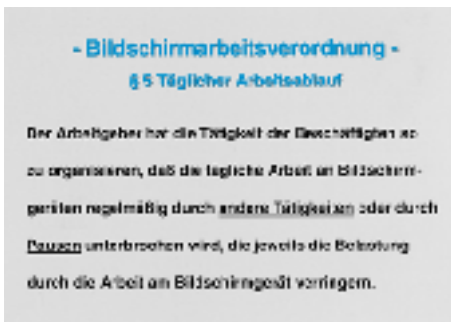 - Bildschirmarbeitsverordnung -
§ 5 Täglicher Arbeitsablauf
Der Arbeitgeber hat die Tätigkeit der Beschäftigten so
zu organisieren, daß die tägliche Arbeit an Bildschirm-
geräten regelmäßig durch andere Tätigkeiten oder durch
Pausen unterbrochen wird, die jeweils die Belastung
durch die Arbeit am Bildschirmgerät verringern.